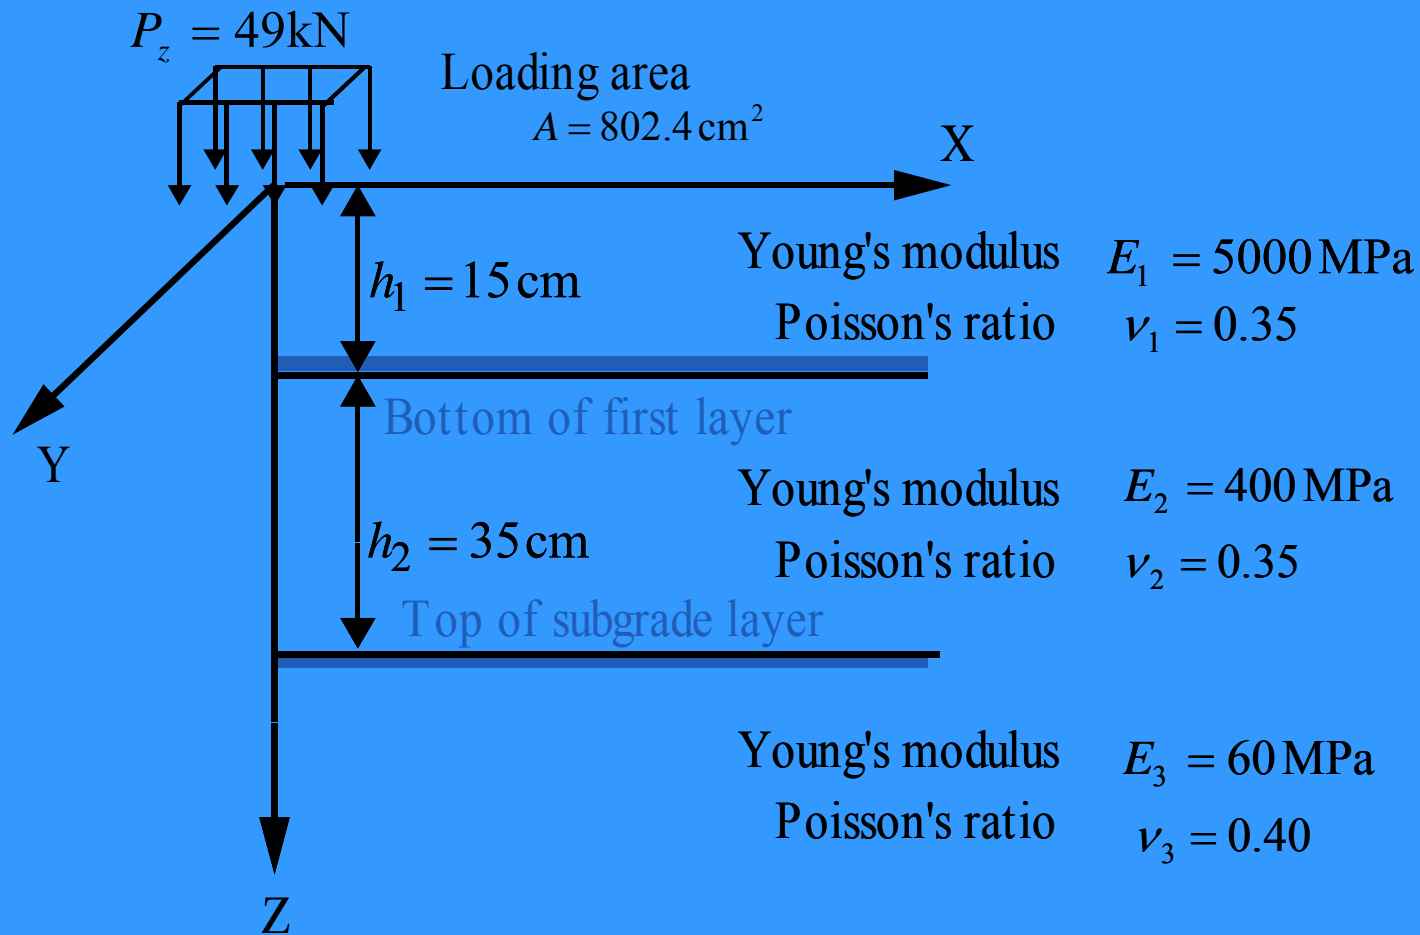 P_z = 49kN
Loading area
A = 802.4 cm²
X
Young's modulus E₁ = 5000 MPa
h₁ = 15 cm
Poisson's ratio ν₁ = 0.35
Bottom of first layer
Y
Young's modulus E₂ = 400 MPa
h₂ = 35 cm
Poisson's ratio ν₂ = 0.35
Top of subgrade layer
Young's modulus E₃ = 60 MPa
Poisson's ratio ν₃ = 0.40
Z